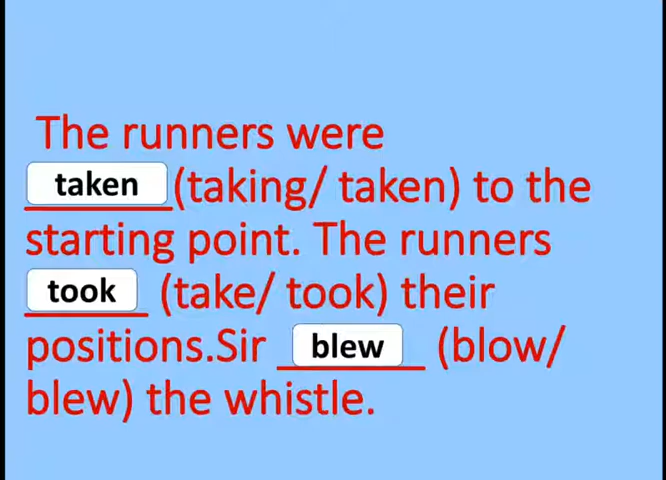 The runners were
taken (taking/ taken) to the
starting point. The runners
took (take/ took) their
positions.Sir blew (blow/
blew) the whistle.